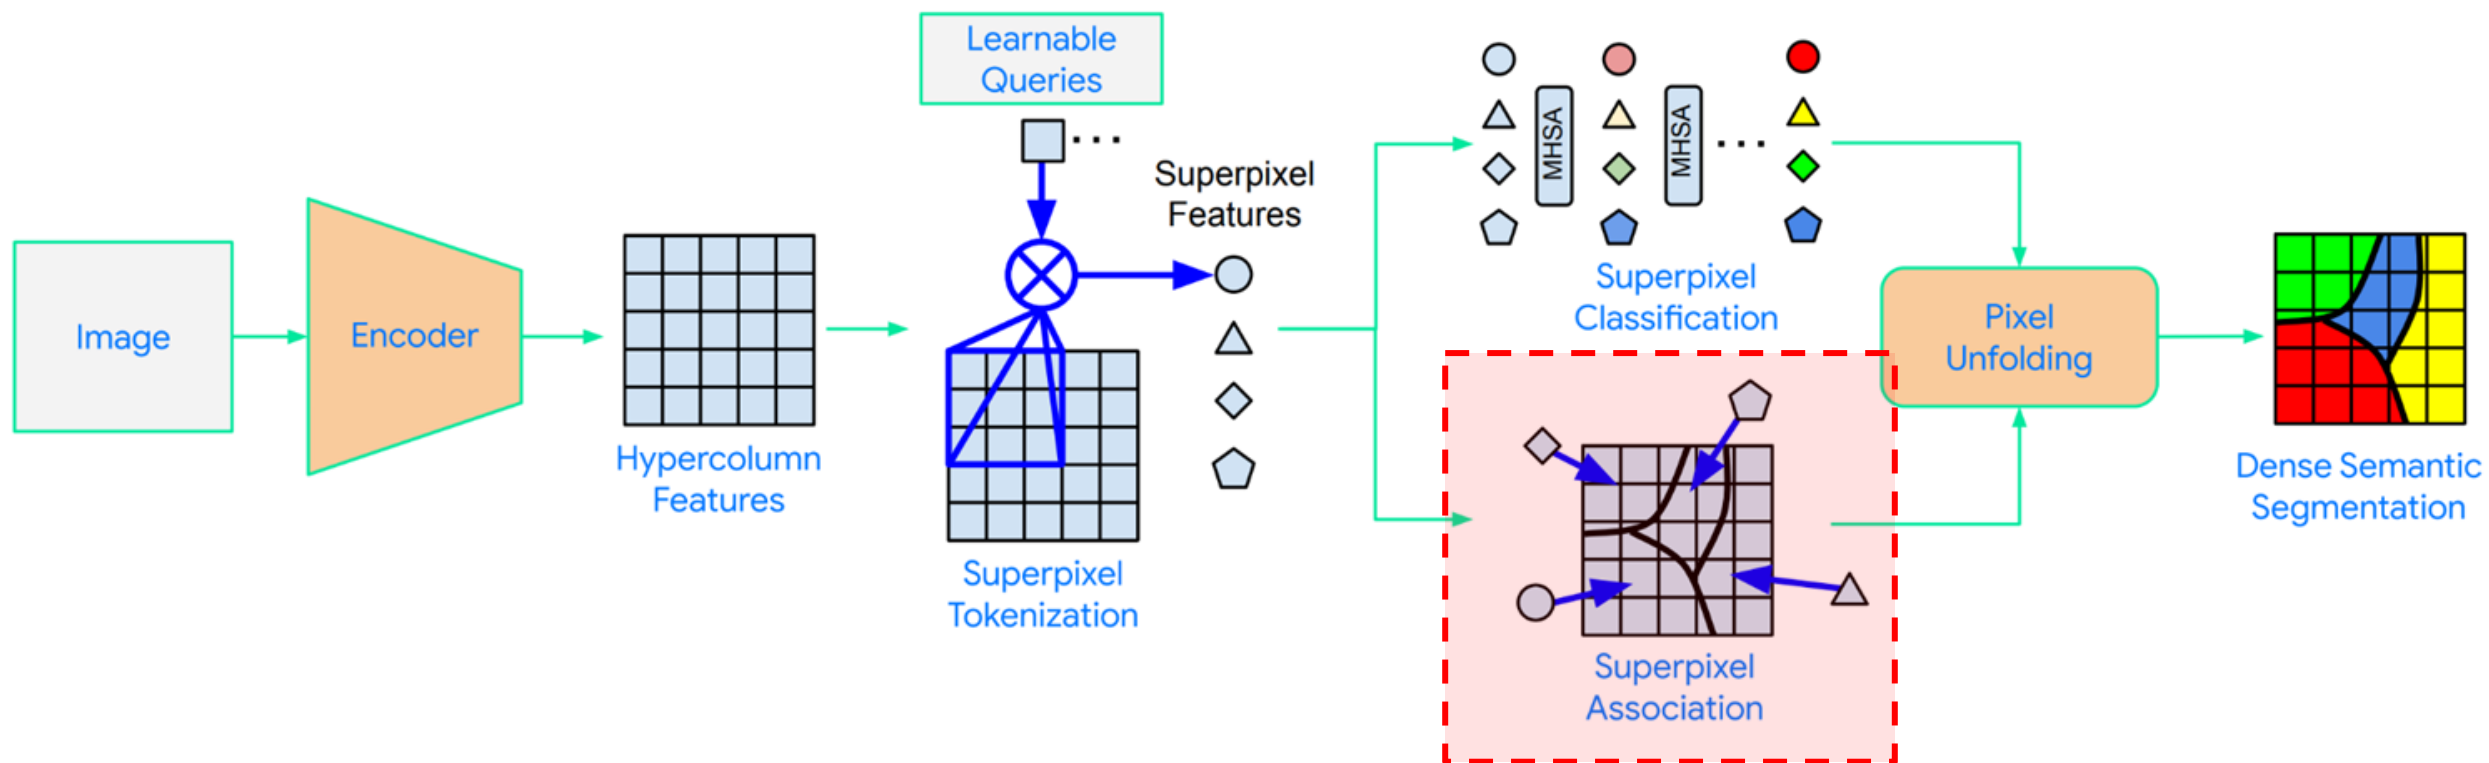 Image
Encoder
Hypercolumn
Features
Learnable
Queries
Superpixel
Tokenization
Superpixel
Features
MHSA
MHSA
Superpixel
Classification
Superpixel
Association
Pixel
Unfolding
Dense Semantic
Segmentation